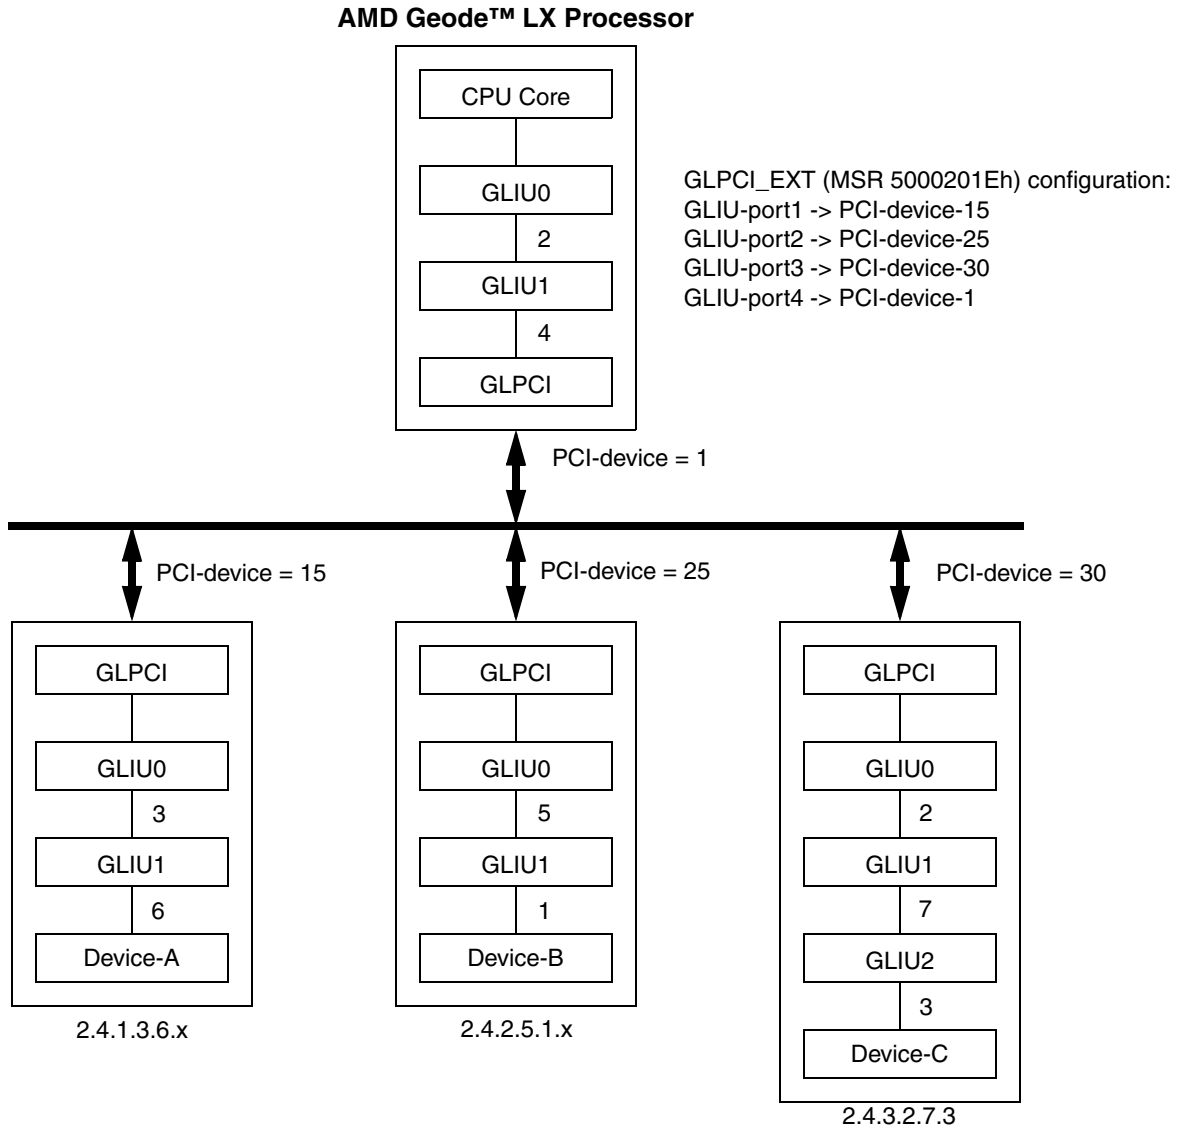 AMD Geode™ LX Processor
CPU Core
GLIU0
2
GLIU1
4
GLPCI
GLPCI_EXT (MSR 5000201Eh) configuration:
GLIU-port1 -> PCI-device-15
GLIU-port2 -> PCI-device-25
GLIU-port3 -> PCI-device-30
GLIU-port4 -> PCI-device-1
PCI-device = 1
PCI-device = 15
PCI-device = 25
PCI-device = 30
GLPCI
GLIU0
3
GLIU1
6
Device-A
2.4.1.3.6.x
GLPCI
GLIU0
5
GLIU1
1
Device-B
2.4.2.5.1.x
GLPCI
GLIU0
2
GLIU1
7
GLIU2
3
Device-C
2.4.3.2.7.3